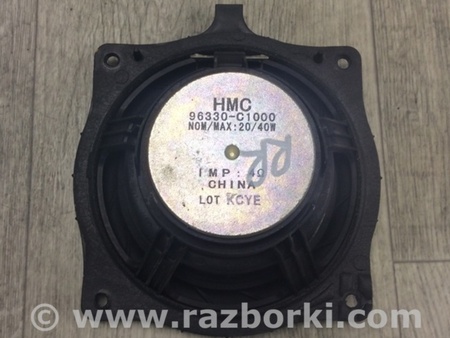 HMC
96330-C1000
NOM/MAX:20/40W
IMP : 4Ω
CHINA
LOT KCYE
www.razborki.com